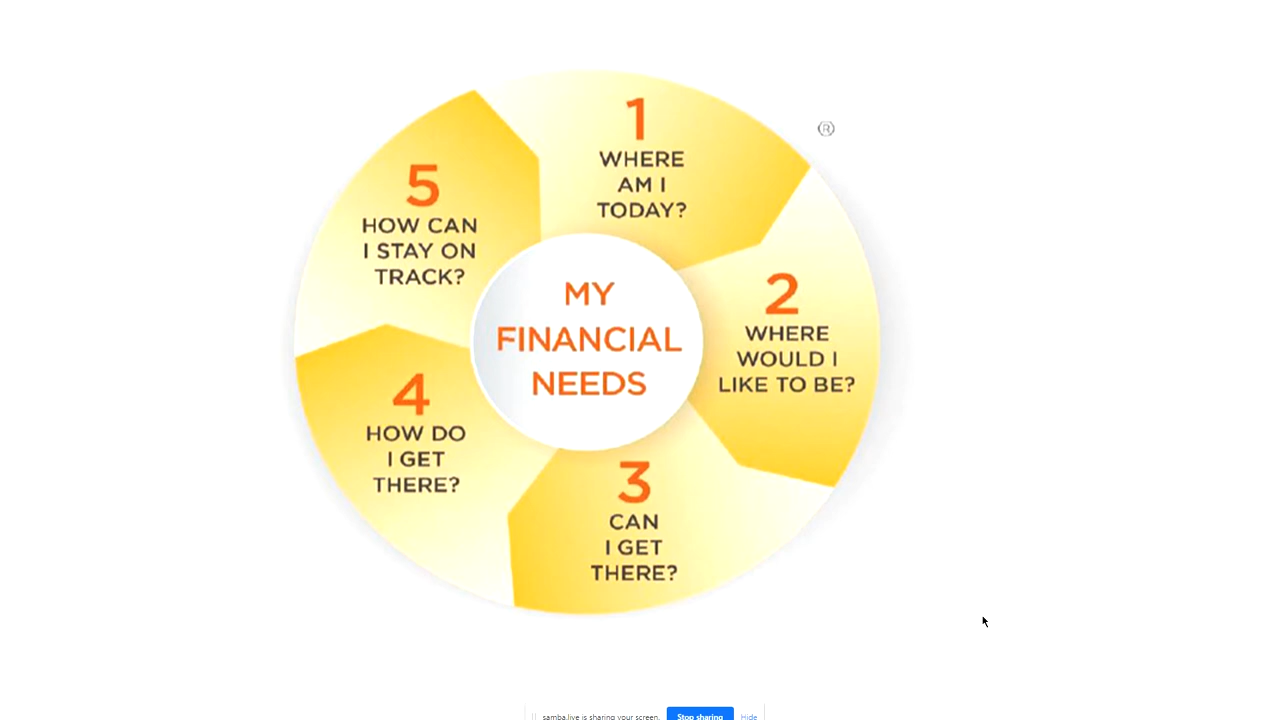 1
WHERE
AM I
TODAY?
®
2
WHERE
WOULD I
LIKE TO BE?
3
CAN
I GET
THERE?
4
HOW DO
I GET
THERE?
5
HOW CAN
I STAY ON
TRACK?
MY
FINANCIAL
NEEDS
samba.live is sharing your screen.
Stop sharing
Hide